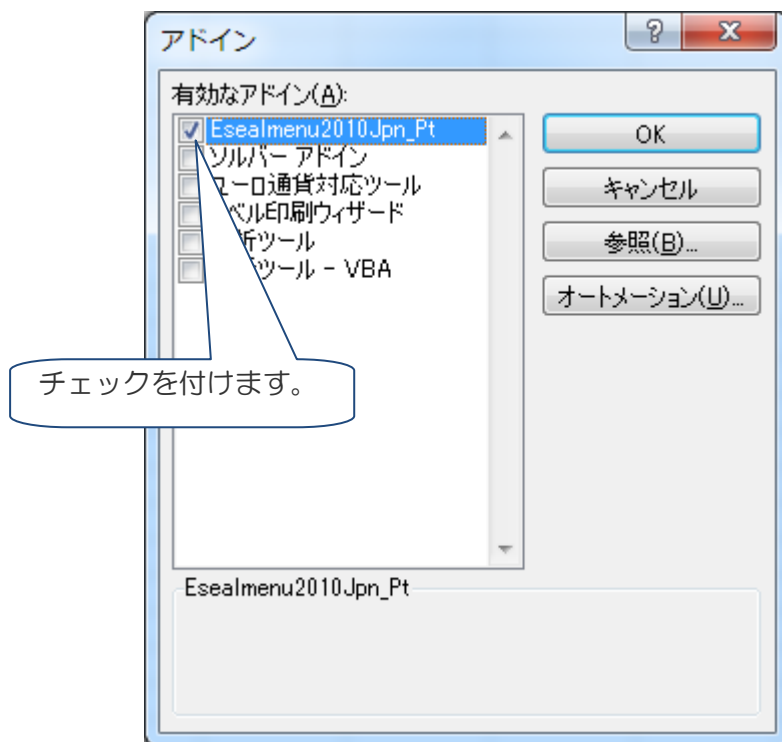 アドイン
有効なアドイン(A):
Esealmenu2010Jpn_Pt
ソルバー アドイン
ユーロ通貨対応ツール
ベル印刷ウィザード
析ツール
ツール - VBA
OK
キャンセル
参照(B)...
オートメーション(U)...
チェックを付けます。
Esealmenu2010Jpn_Pt